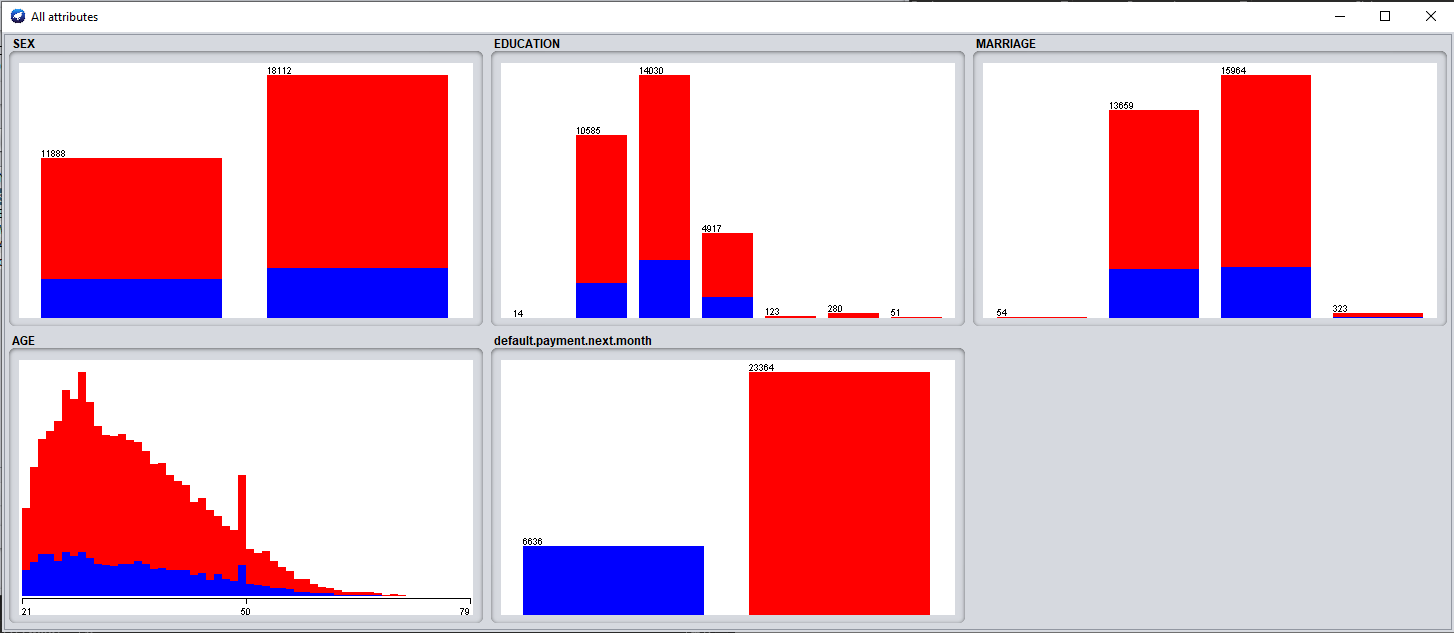 All attributes
SEX
11888
18112
EDUCATION
14
10585
14030
4917
123
280
51
MARRIAGE
54
13659
15964
323
AGE
21 50 79
default.payment.next.month
6636
23364